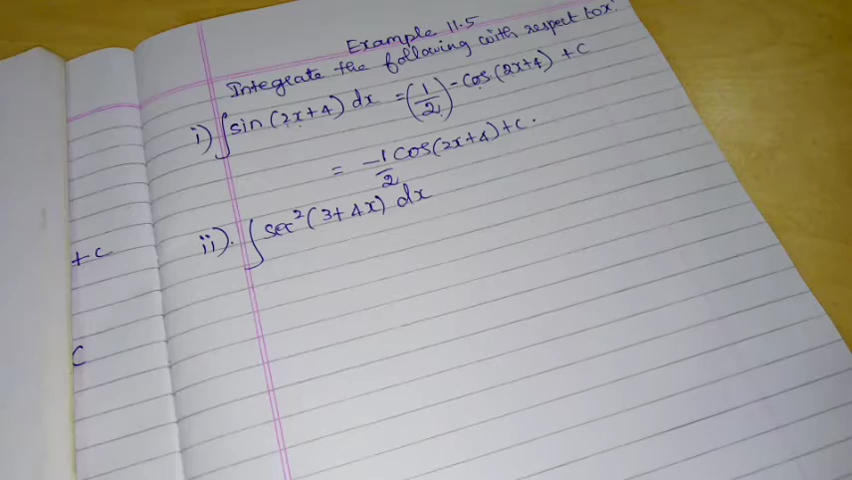 Example 11.5
Integrate the following with respect to x:
i) ∫ sin (2x+4) dx = (1/2) - cos (2x+4) + C
= -1/2 cos (2x+4) + C.
ii). ∫ sec² (3+4x) dx
+ C
C